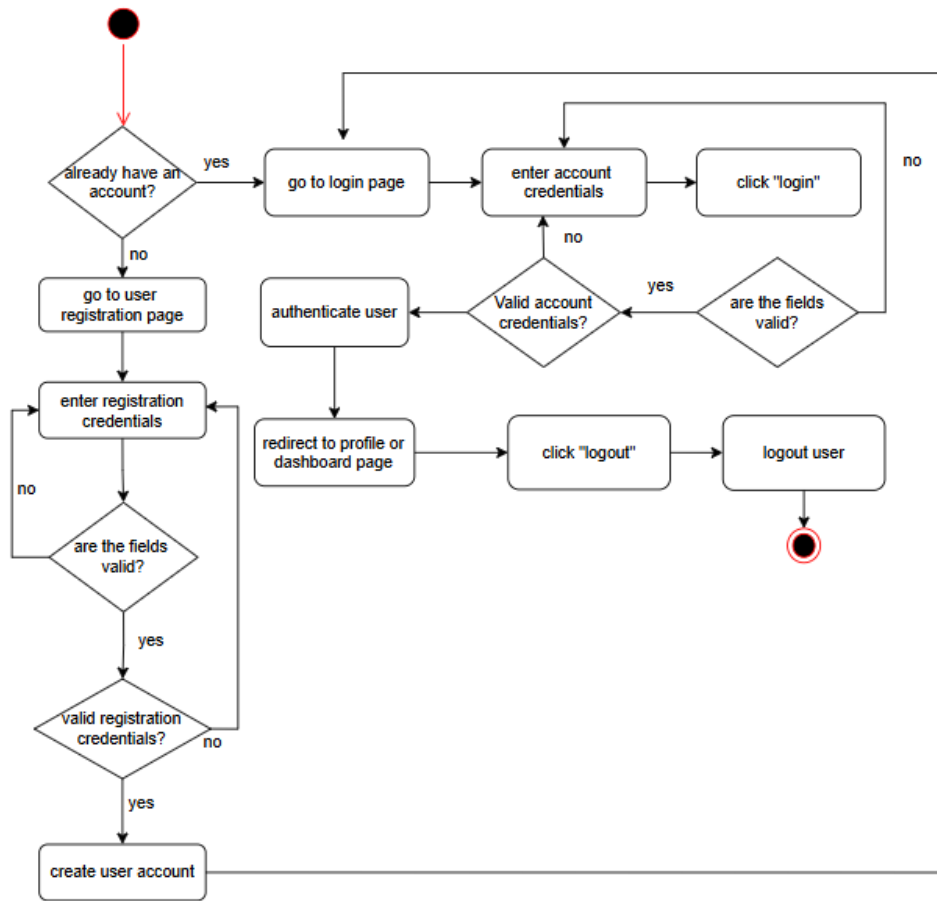 already have an
account?
yes
go to login page
enter account
credentials
click "login"
no
no
go to user
registration page
no
authenticate user
Valid account
credentials?
yes
are the fields
valid?
enter registration
credentials
redirect to profile or
dashboard page
click "logout"
logout user
no
are the fields
valid?
yes
valid registration
credentials?
no
yes
create user account